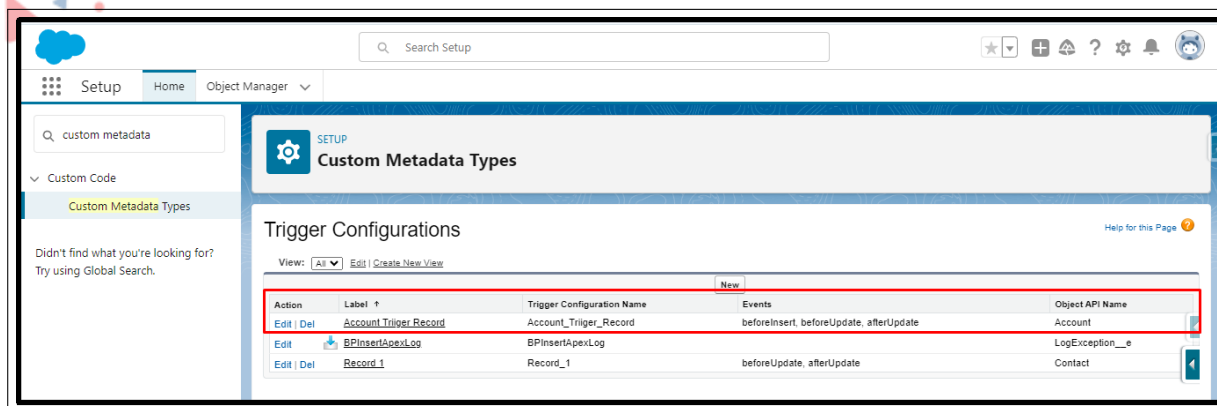 Search Setup
Setup Home Object Manager
custom metadata
Custom Code
Custom Metadata Types
Didn't find what you're looking for?
Try using Global Search.
SETUP
Custom Metadata Types
Trigger Configurations
Help for this Page
View: All Edit | Create New View
New
Action Label ↑ Trigger Configuration Name Events Object API Name
Edit | Del Account Triiger Record Account_Triiger_Record beforeInsert, beforeUpdate, afterUpdate Account
Edit BPInsertApexLog BPInsertApexLog LogException__e
Edit | Del Record 1 Record_1 beforeUpdate, afterUpdate Contact